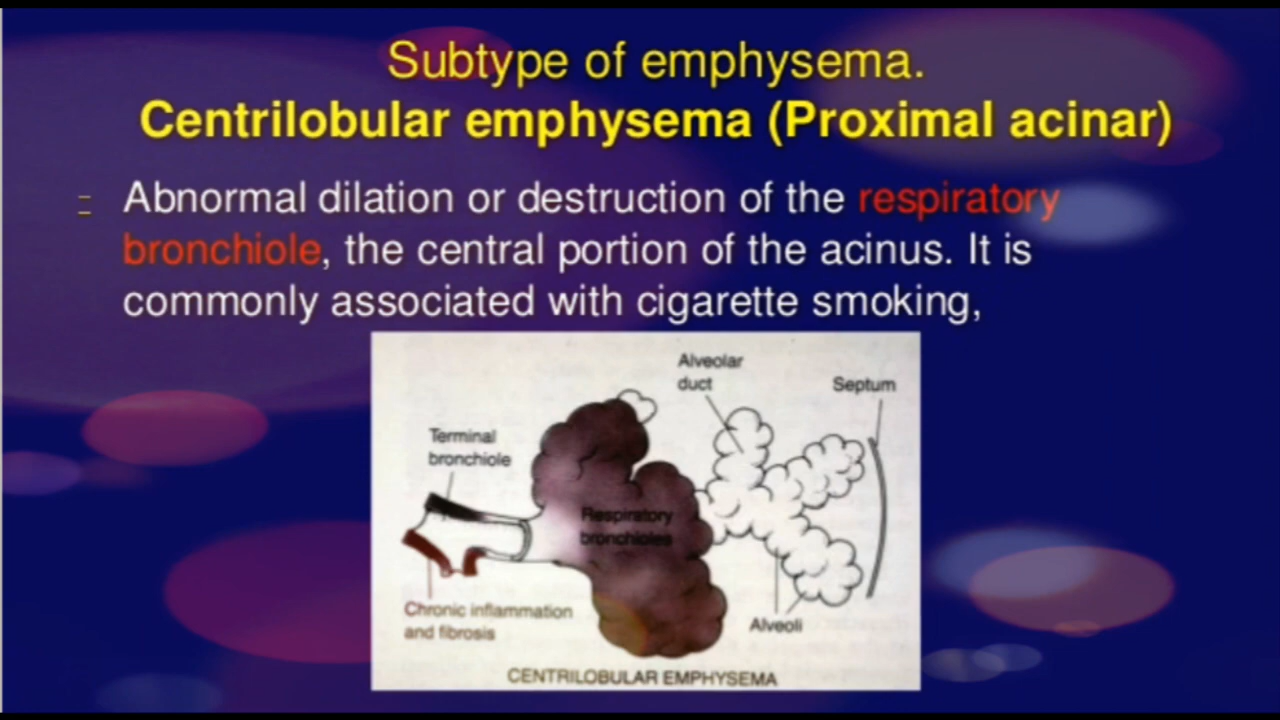 Subtype of emphysema.
Centrilobular emphysema (Proximal acinar)
Abnormal dilation or destruction of the respiratory
bronchiole, the central portion of the acinus. It is
commonly associated with cigarette smoking,
Alveolar
duct
Septum
Terminal
bronchiole
Respiratory
bronchioles
Chronic inflammation
and fibrosis
Alveoli
CENTRILOBULAR EMPHYSEMA